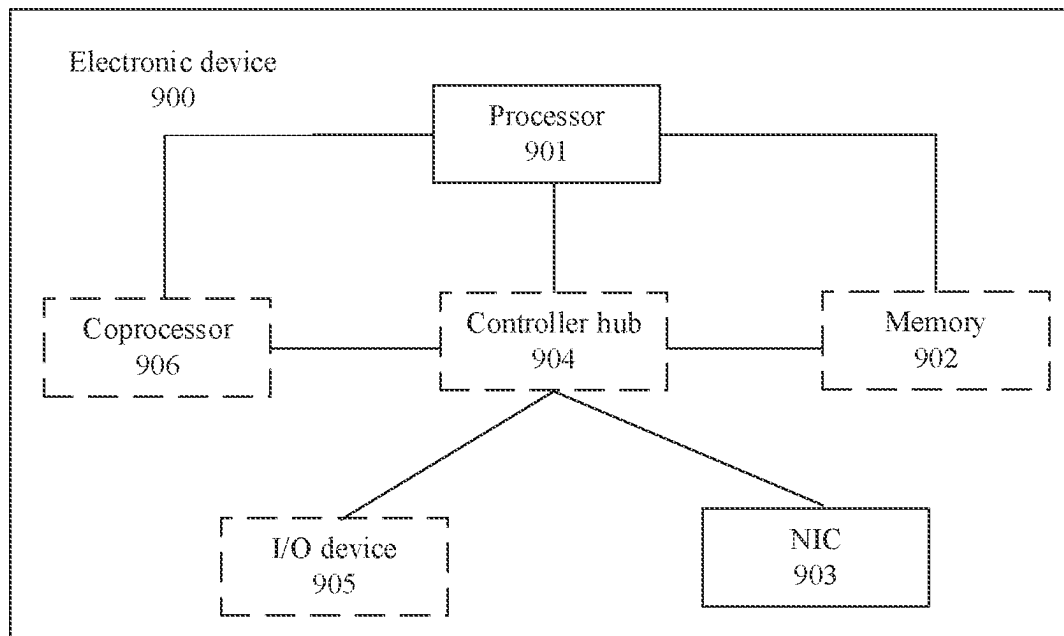 Electronic device
900
Processor
901
Coprocessor
906
Controller hub
904
Memory
902
I/O device
905
NIC
903